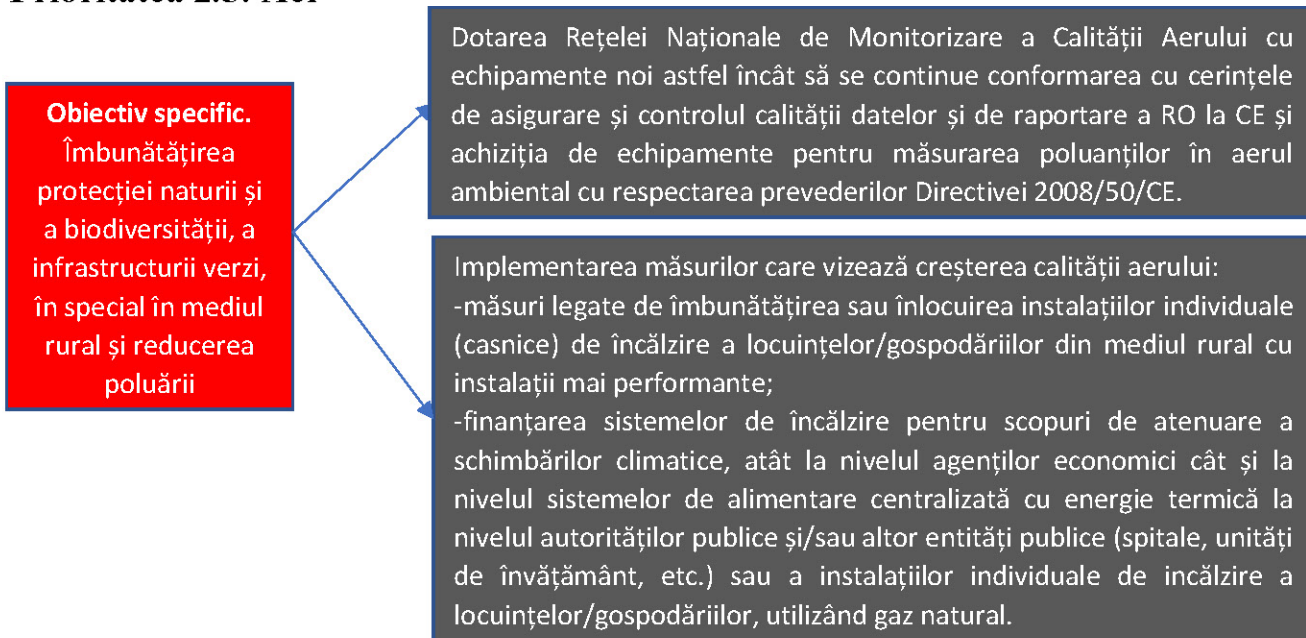 Prioritatea 2.3. Aer
Obiectiv specific.
Îmbunătățirea
protecției naturii și
a biodiversității, a
infrastructurii verzi,
în special în mediul
rural și reducerea
poluării
Dotarea Rețelei Naționale de Monitorizare a Calității Aerului cu
echipamente noi astfel încât să se continue conformarea cu cerințele
de asigurare și controlul calității datelor și de raportare a RO la CE și
achiziția de echipamente pentru măsurarea poluanților în aerul
ambiental cu respectarea prevederilor Directivei 2008/50/CE.
Implementarea măsurilor care vizează creșterea calității aerului:
-măsuri legate de îmbunătățirea sau înlocuirea instalațiilor individuale
(casnice) de încălzire a locuințelor/gospodăriilor din mediul rural cu
instalații mai performante;
-finanțarea sistemelor de încălzire pentru scopuri de atenuare a
schimbărilor climatice, atât la nivelul agenților economici cât și la
nivelul sistemelor de alimentare centralizată cu energie termică la
nivelul autorităților publice și/sau altor entități publice (spitale, unități
de învățământ, etc.) sau a instalațiilor individuale de incălzire a
locuințelor/gospodăriilor, utilizând gaz natural.